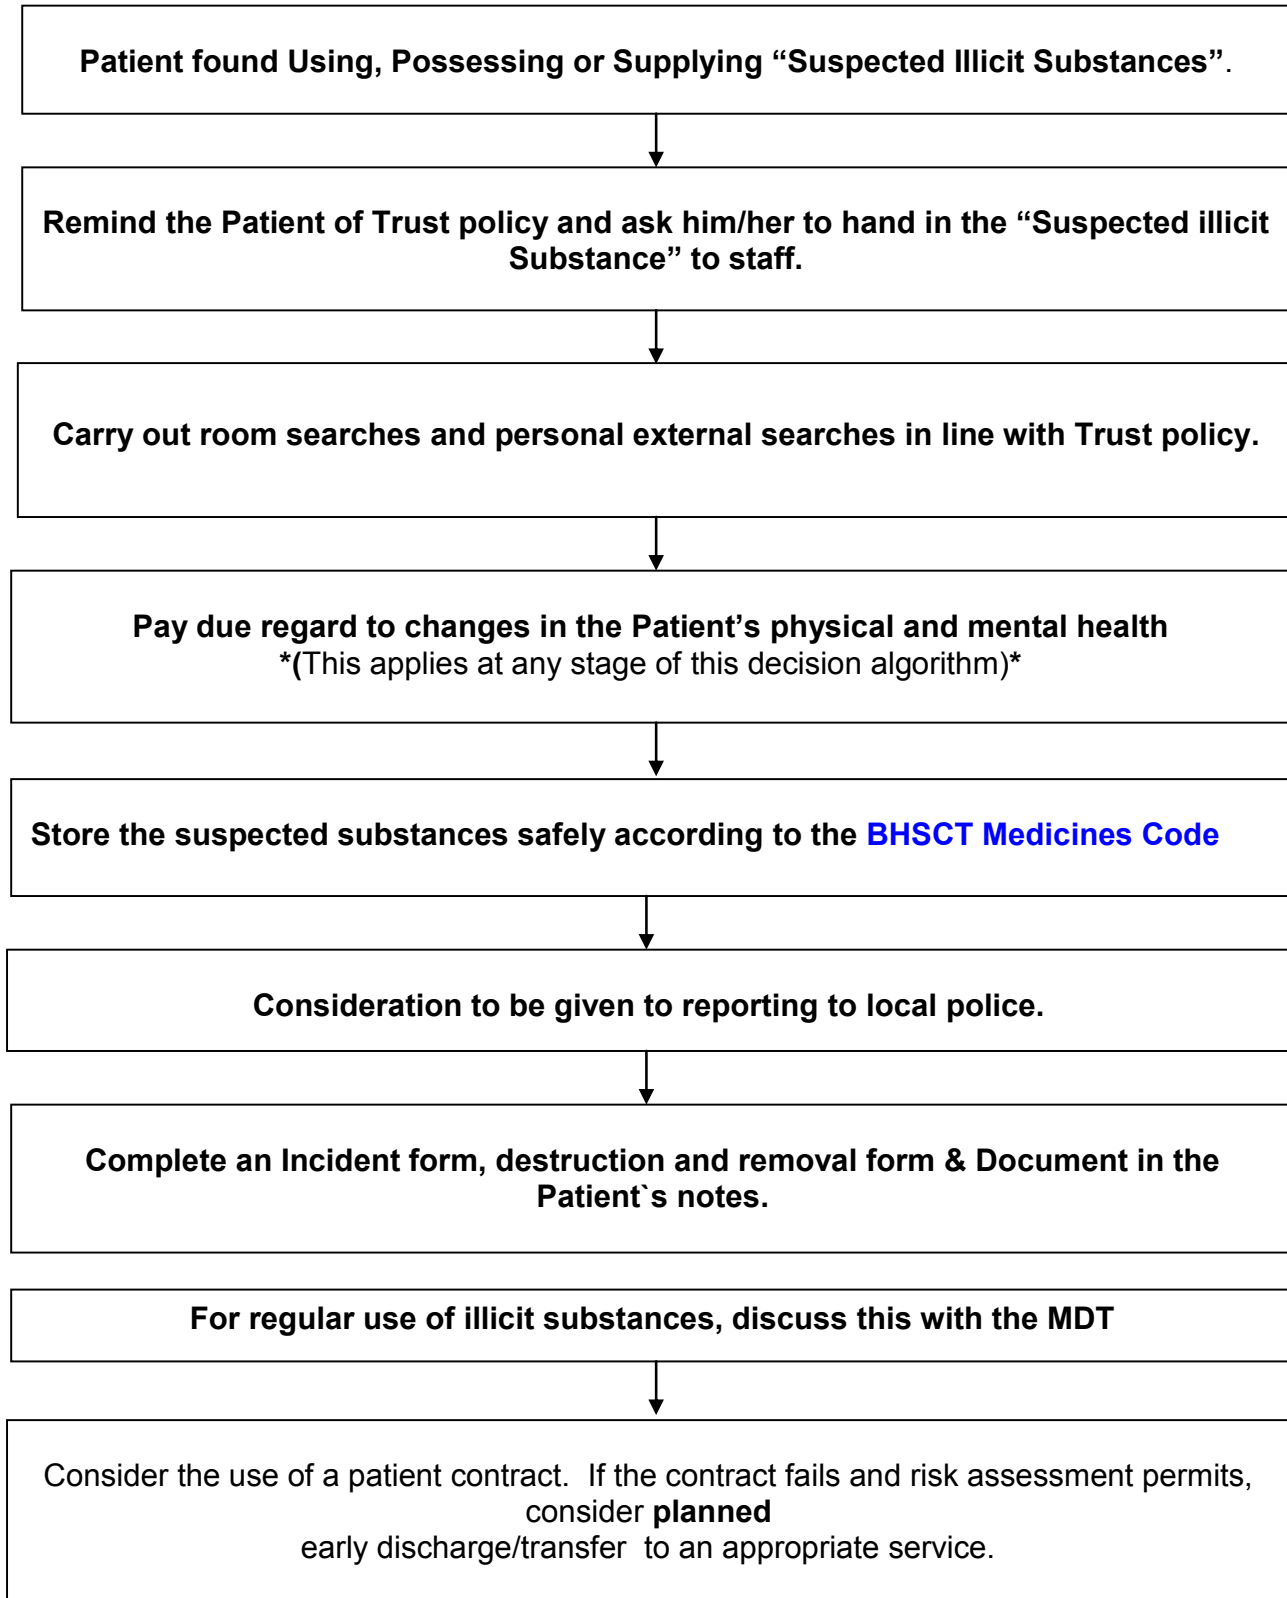 Patient found Using, Possessing or Supplying “Suspected Illicit Substances”.
Remind the Patient of Trust policy and ask him/her to hand in the “Suspected illicit
Substance” to staff.
Carry out room searches and personal external searches in line with Trust policy.
Pay due regard to changes in the Patient’s physical and mental health
*(This applies at any stage of this decision algorithm)*
Store the suspected substances safely according to the BHSCT Medicines Code
Consideration to be given to reporting to local police.
Complete an Incident form, destruction and removal form & Document in the
Patient`s notes.
For regular use of illicit substances, discuss this with the MDT
Consider the use of a patient contract.  If the contract fails and risk assessment permits,
consider planned
early discharge/transfer  to an appropriate service.